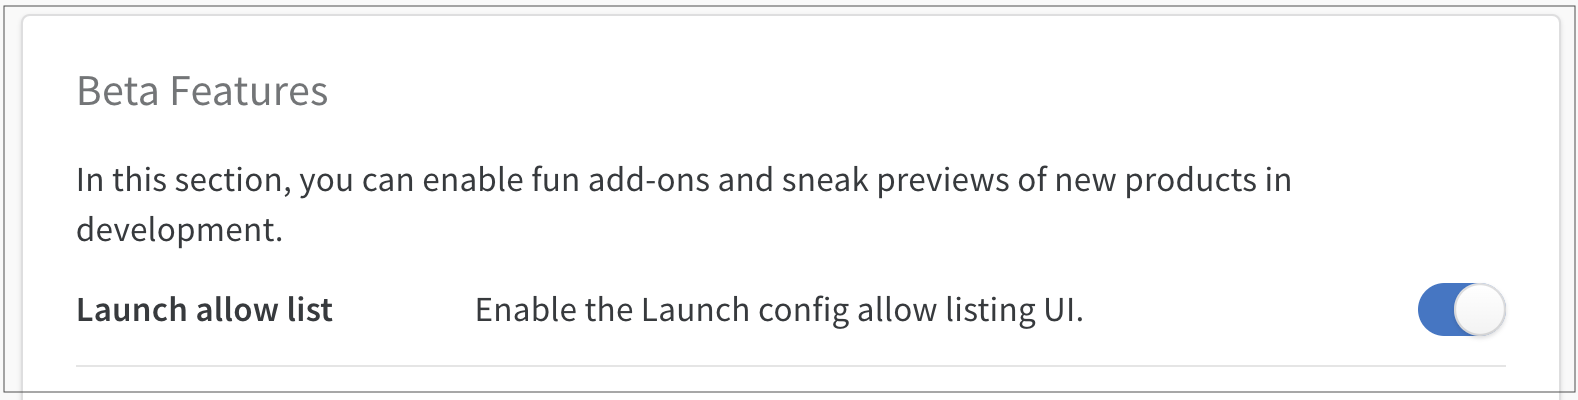 Beta Features
In this section, you can enable fun add-ons and sneak previews of new products in
development.
Launch allow list Enable the Launch config allow listing UI.